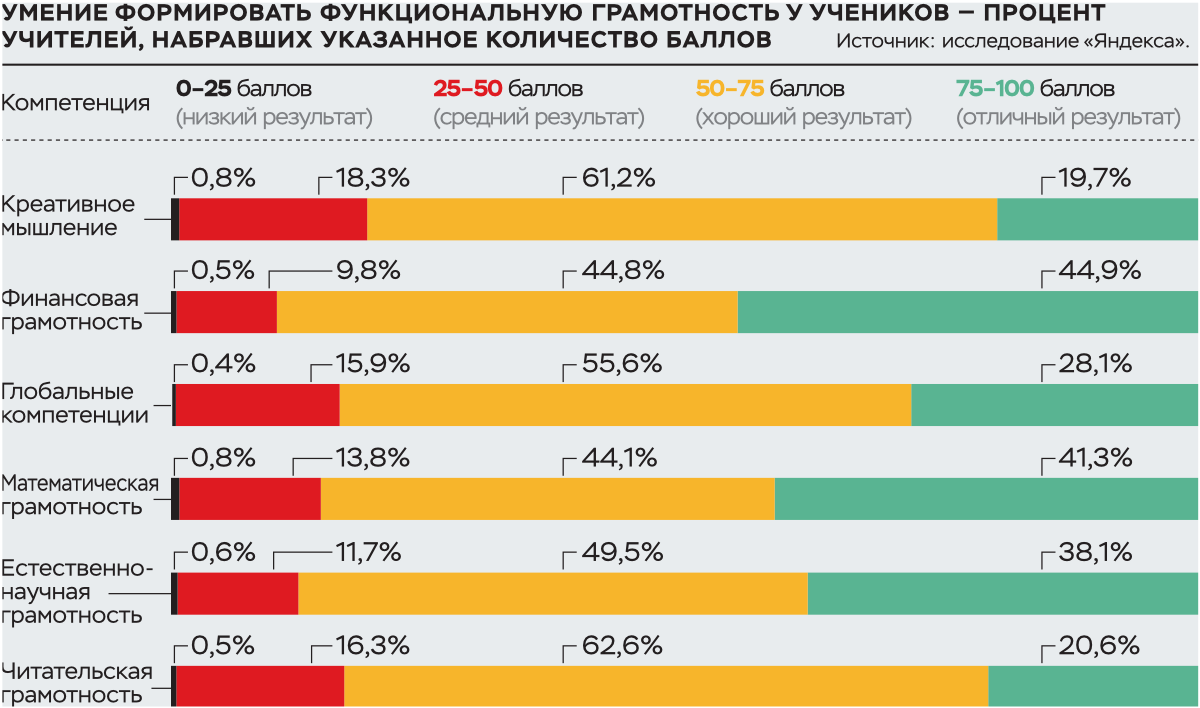 УМЕНИЕ ФОРМИРОВАТЬ ФУНКЦИОНАЛЬНУЮ ГРАМОТНОСТЬ У УЧЕНИКОВ — ПРОЦЕНТ
УЧИТЕЛЕЙ, НАБРАВШИХ УКАЗАННОЕ КОЛИЧЕСТВО БАЛЛОВ
Источник: исследование «Яндекса».
Компетенция
0–25 баллов
(низкий результат)
25–50 баллов
(средний результат)
50–75 баллов
(хороший результат)
75–100 баллов
(отличный результат)
Креативное
мышление
0,8% 18,3% 61,2% 19,7%
Финансовая
грамотность
0,5% 9,8% 44,8% 44,9%
Глобальные
компетенции
0,4% 15,9% 55,6% 28,1%
Математическая
грамотность
0,8% 13,8% 44,1% 41,3%
Естественно-
научная
грамотность
0,6% 11,7% 49,5% 38,1%
Читательская
грамотность
0,5% 16,3% 62,6% 20,6%